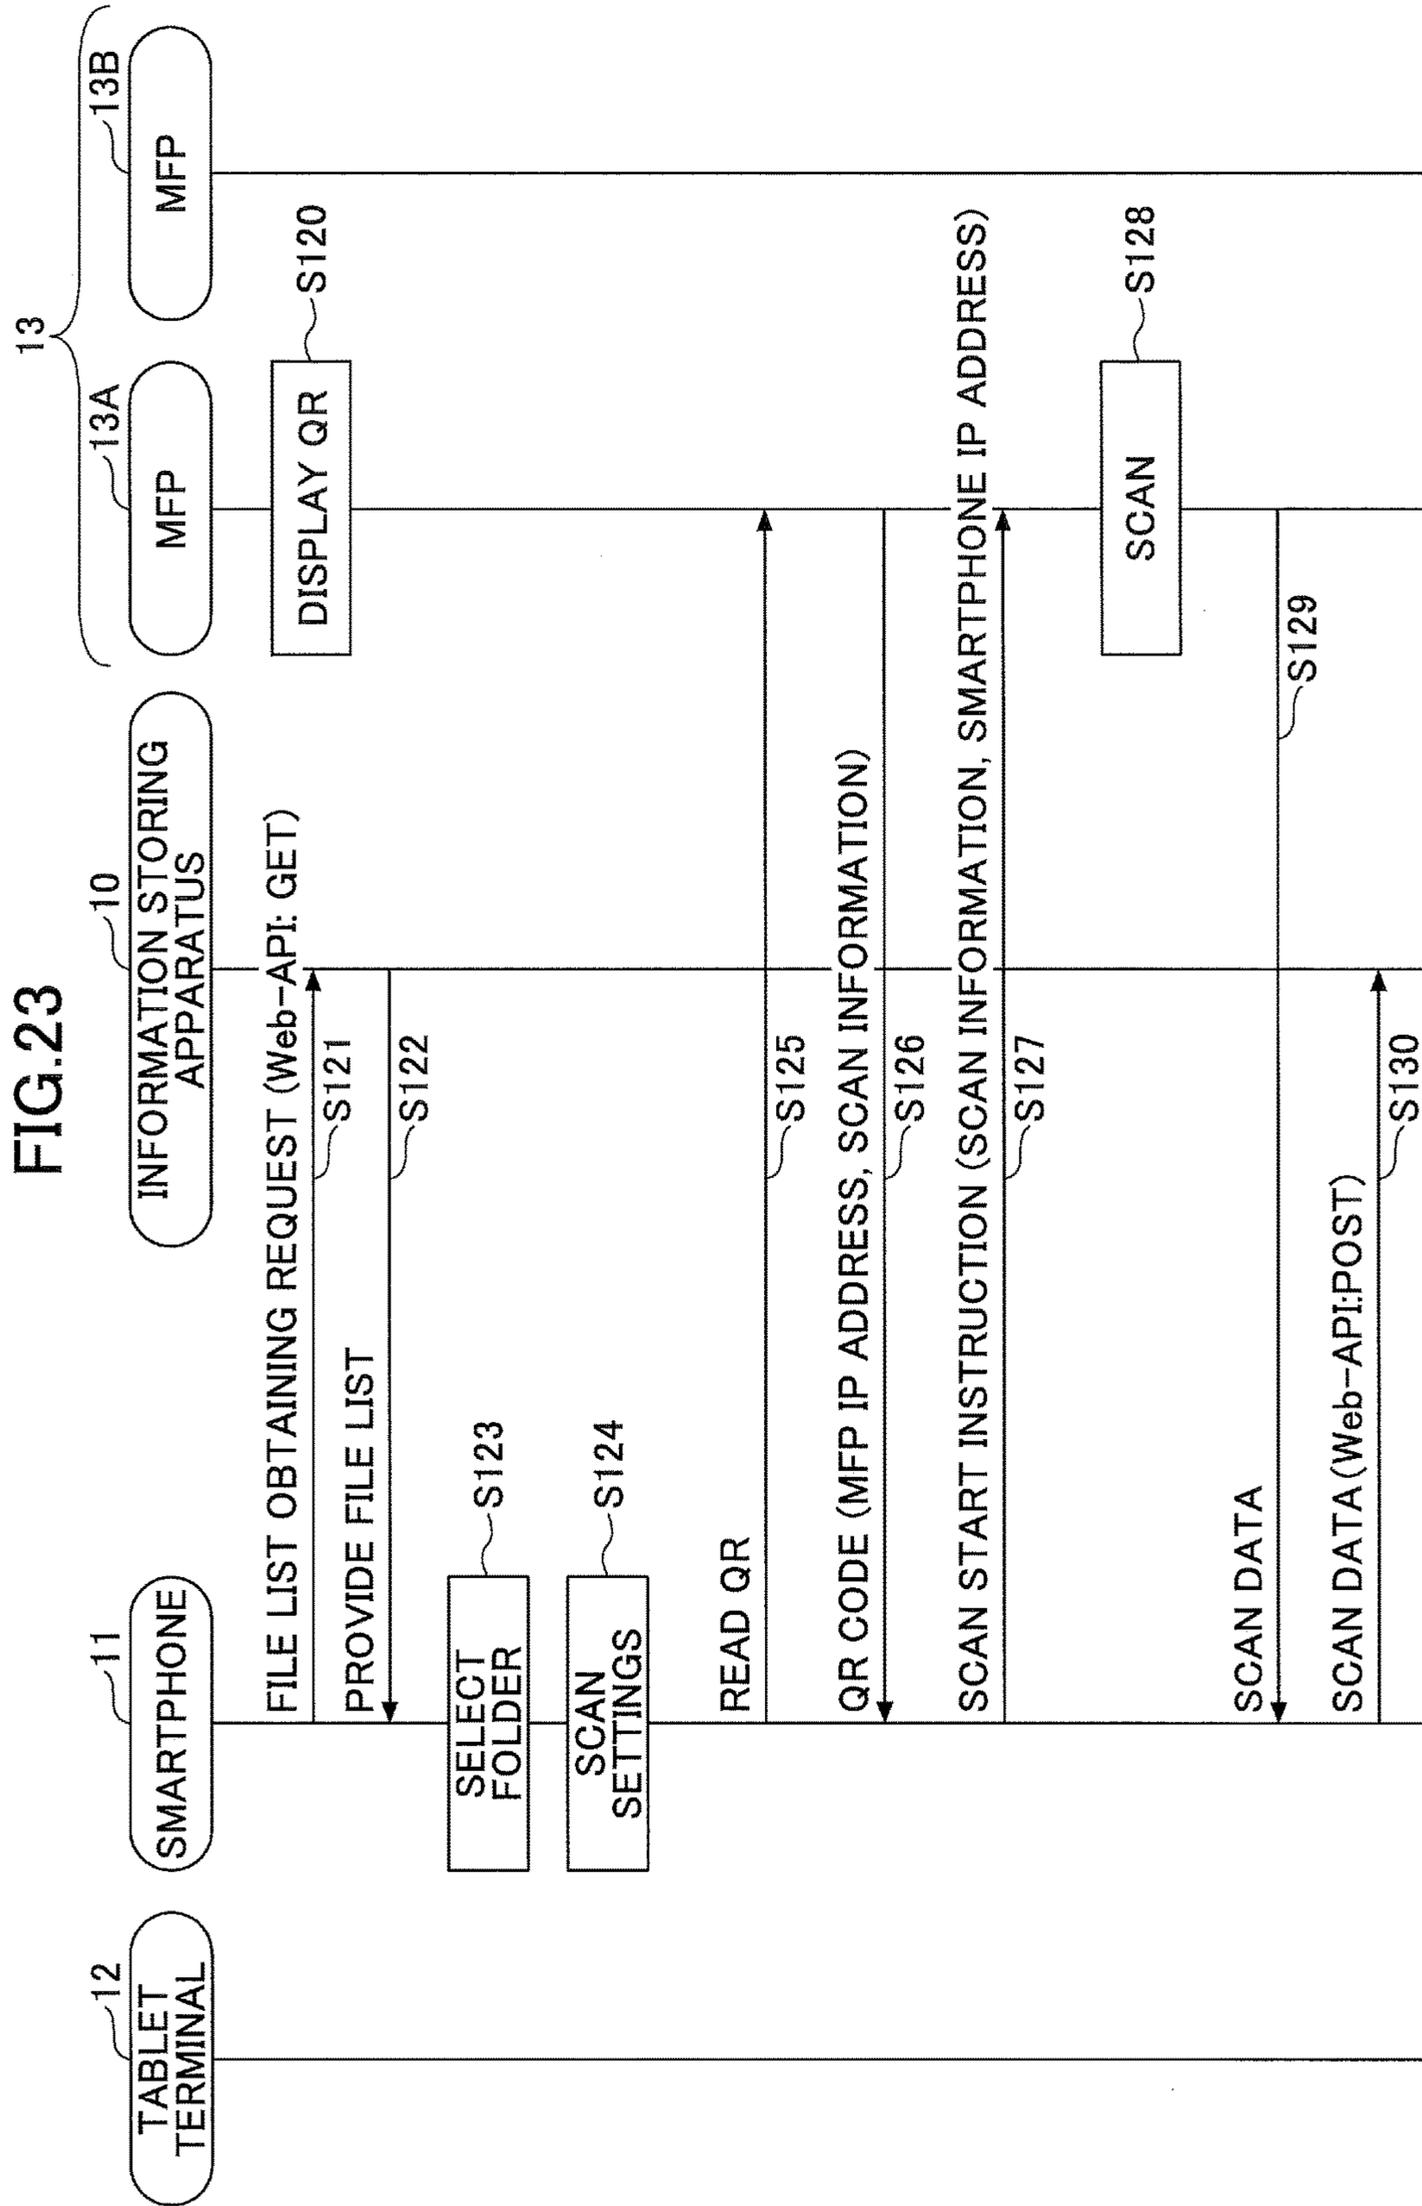 FIG.23
12
TABLET
TERMINAL
11
SMARTPHONE
10
INFORMATION STORING
APPARATUS
13
13A
MFP
13B
MFP
DISPLAY QR
S120
FILE LIST OBTAINING REQUEST (Web-API: GET)
S121
PROVIDE FILE LIST
S122
SELECT
FOLDER
S123
SCAN
SETTINGS
S124
READ QR
S125
QR CODE (MFP IP ADDRESS, SCAN INFORMATION)
S126
SCAN START INSTRUCTION (SCAN INFORMATION, SMARTPHONE IP ADDRESS)
S127
SCAN
S128
SCAN DATA
S129
SCAN DATA(Web-API:POST)
S130